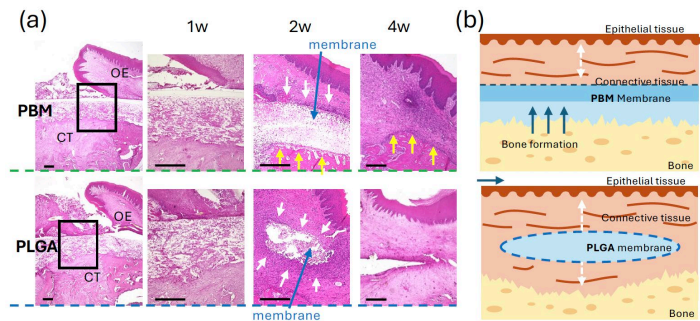 (a)
1w
2w
4w
(b)
membrane
OE
PBM
CT
OE
PLGA
CT
membrane
Epithelial tissue
Connective tissue
PBM Membrane
Bone formation
Bone
Epithelial tissue
Connective tissue
PLGA membrane
Bone